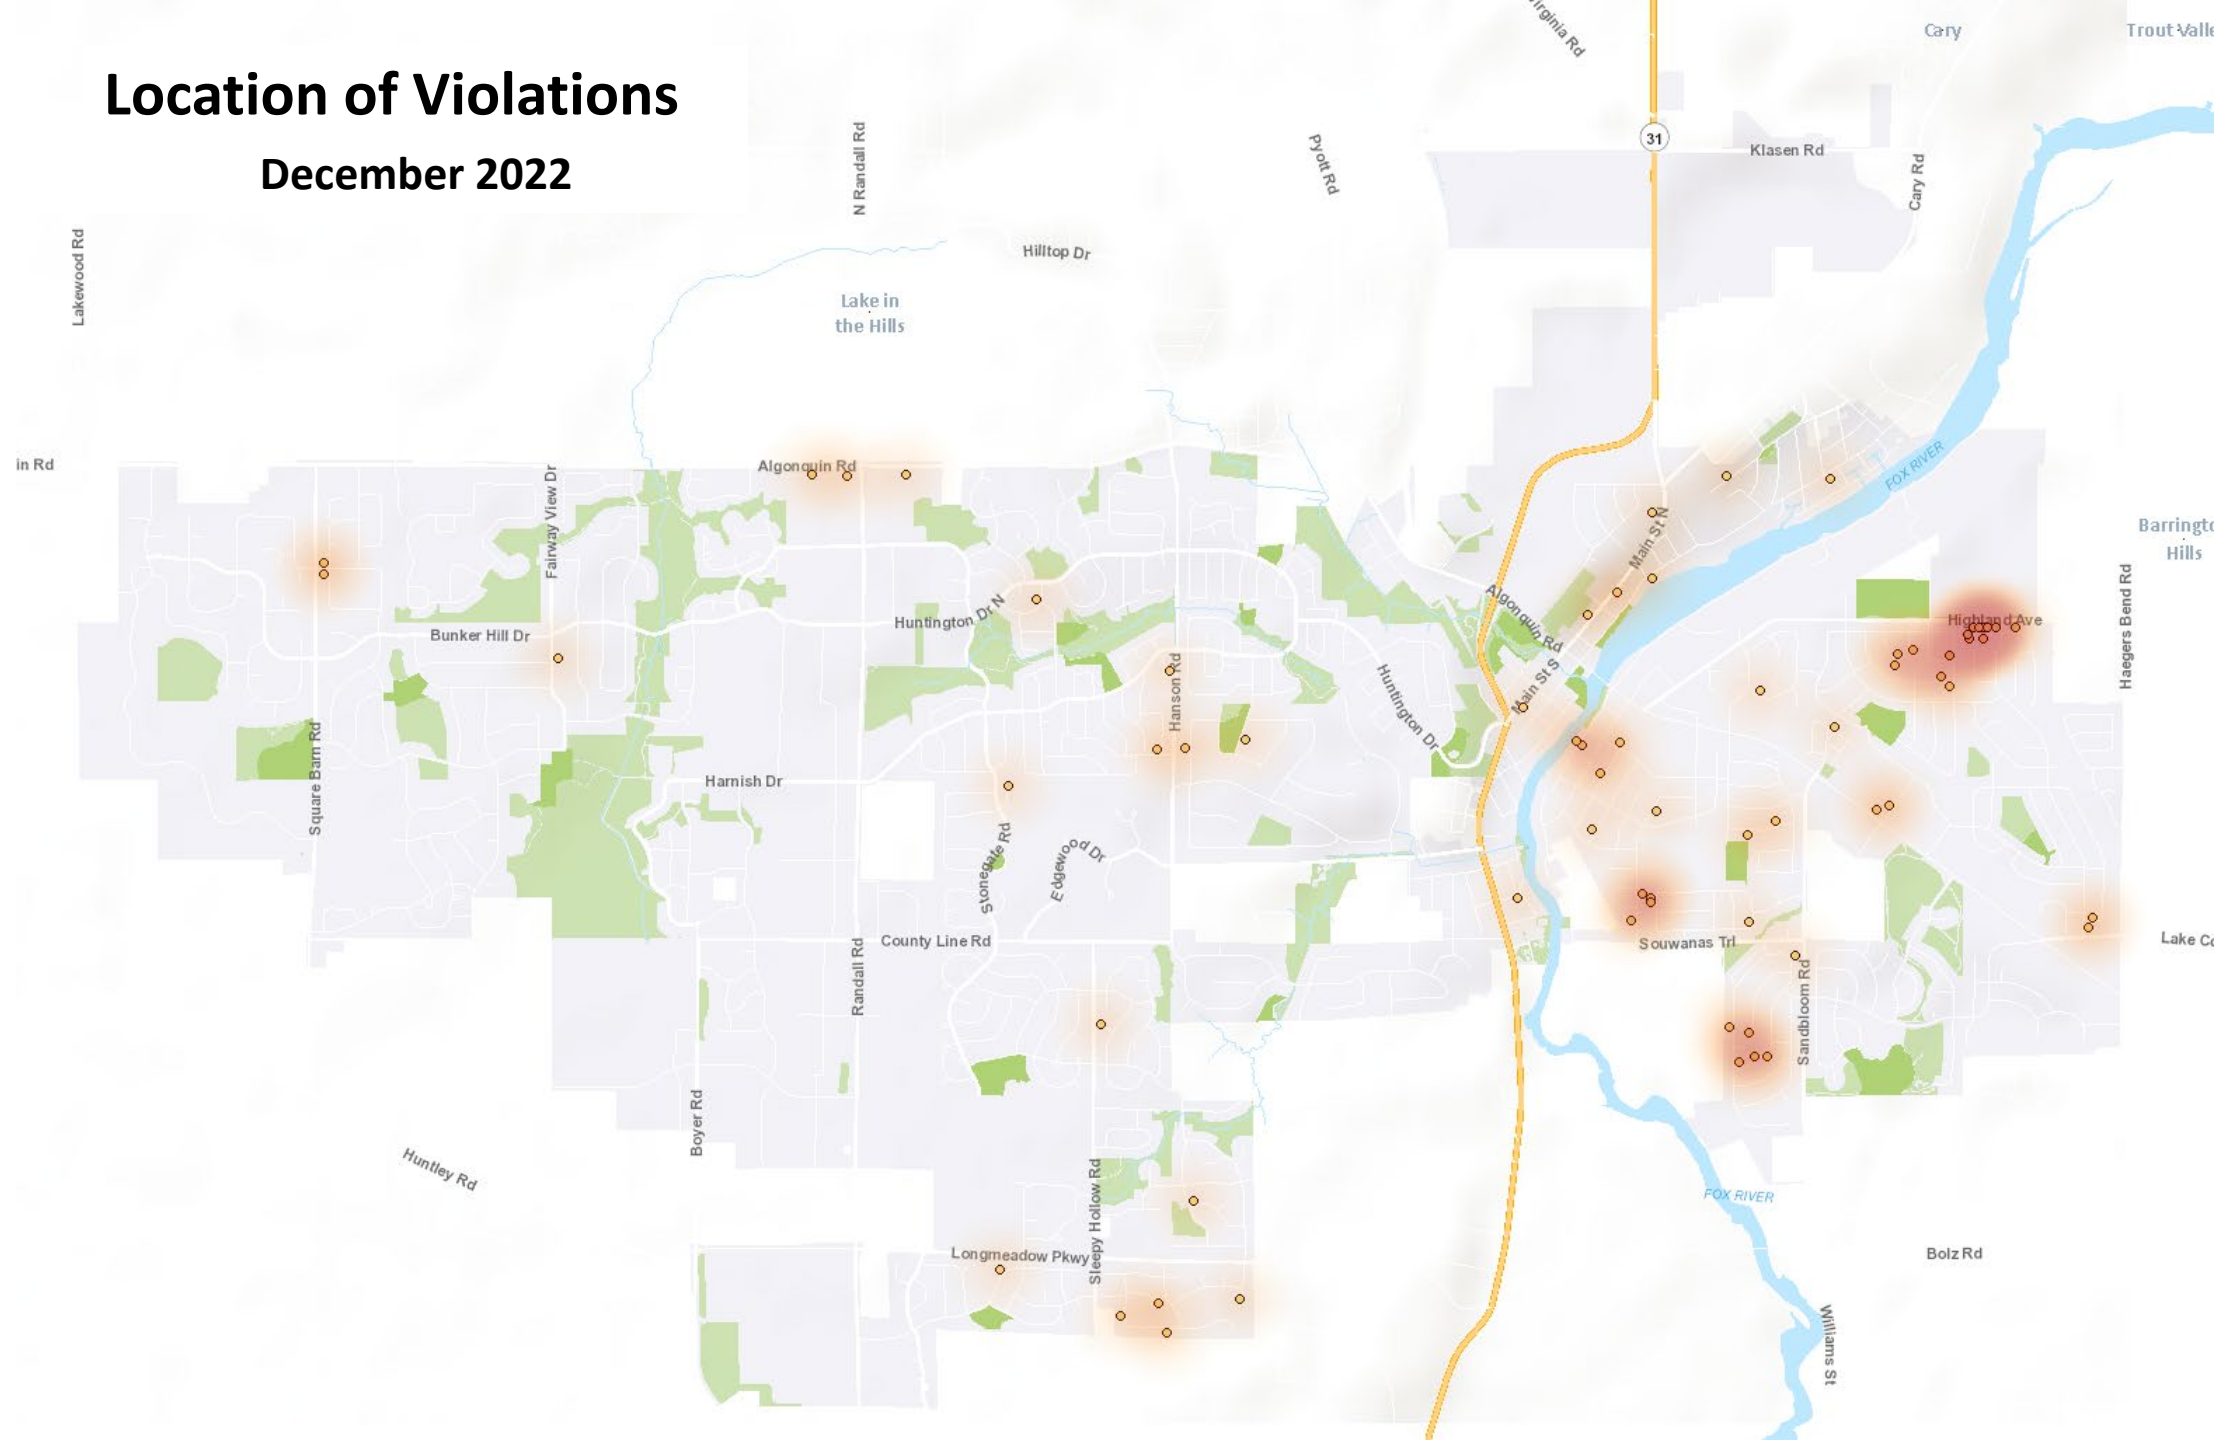 Location of Violations
December 2022
Virginia Rd
Cary
Trout Valle
31
Klasen Rd
N Randall Rd
Pyott Rd
Cary Rd
Lakewood Rd
Hilltop Dr
Lake in
the Hills
in Rd
Algonquin Rd
Fairway View Dr
FOX RIVER
Main St N
Barringto
Hills
Algonquin Rd
Haegers Bend Rd
Huntington Dr N
Highland Ave
Bunker Hill Dr
Hanson Rd
Main St S
Huntington Dr
Square Barn Rd
Harnish Dr
Stonegate Rd
Edgewood Dr
County Line Rd
Souwanas Trl
Lake Co
Randall Rd
Sandbloom Rd
Boyer Rd
Huntley Rd
Sleepy Hollow Rd
FOX RIVER
Longmeadow Pkwy
Bolz Rd
Williams St